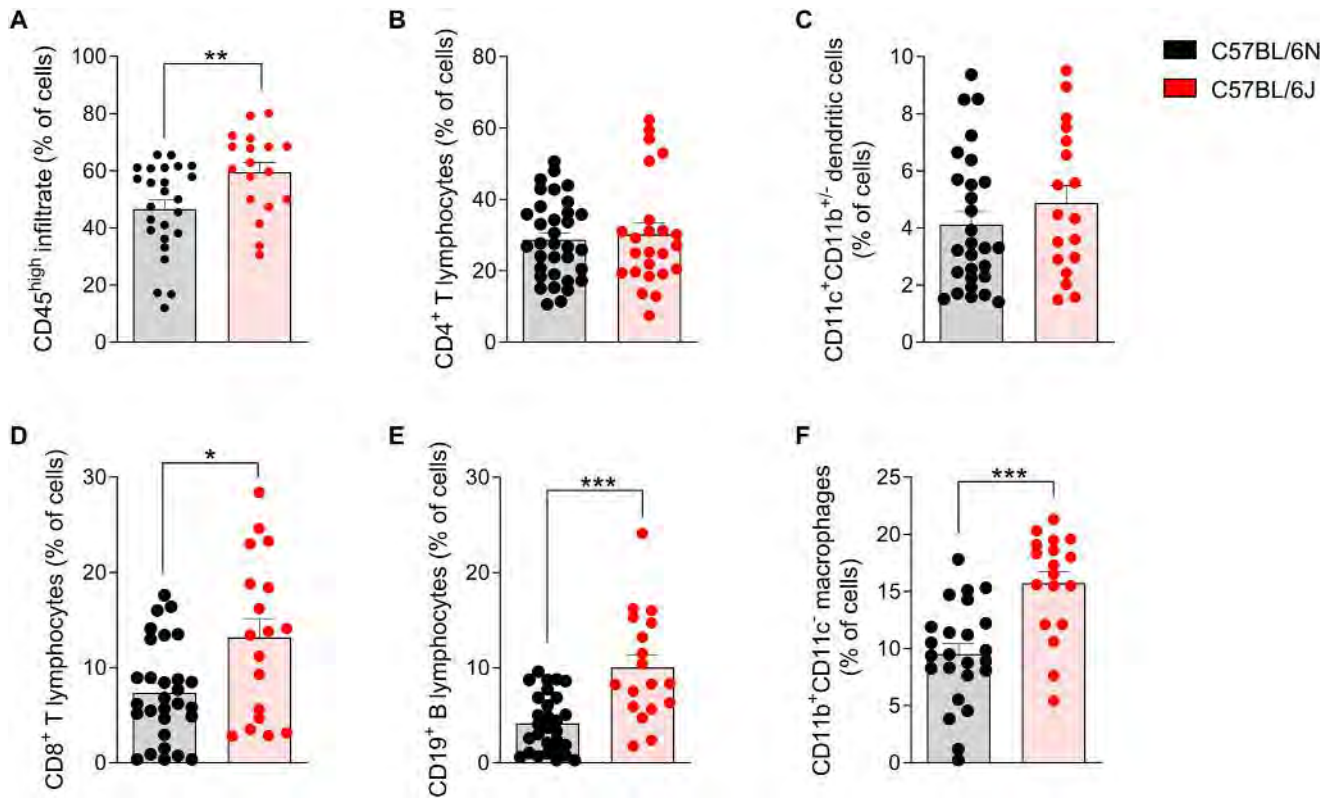 A
CD45high infiltrate (% of cells)
100
80
60
40
20
0
**
B
CD4+ T lymphocytes (% of cells)
80
60
40
20
0
C
CD11c+CD11b+/- dendritic cells
(% of cells)
10
8
6
4
2
0
C57BL/6N
C57BL/6J
D
CD8+ T lymphocytes (% of cells)
30
20
10
0
*
E
CD19+ B lymphocytes (% of cells)
30
20
10
0
***
F
CD11b+CD11c- macrophages
(% of cells)
25
20
15
10
5
0
***